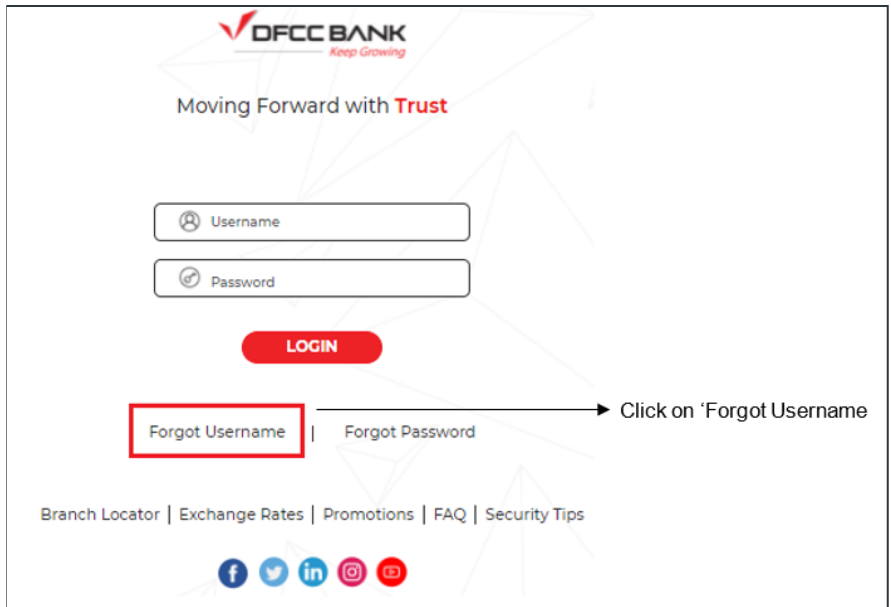 DFCC BANK
Keep Growing
Moving Forward with Trust
Username
Password
LOGIN
Click on ‘Forgot Username
Forgot Username | Forgot Password
Branch Locator | Exchange Rates | Promotions | FAQ | Security Tips